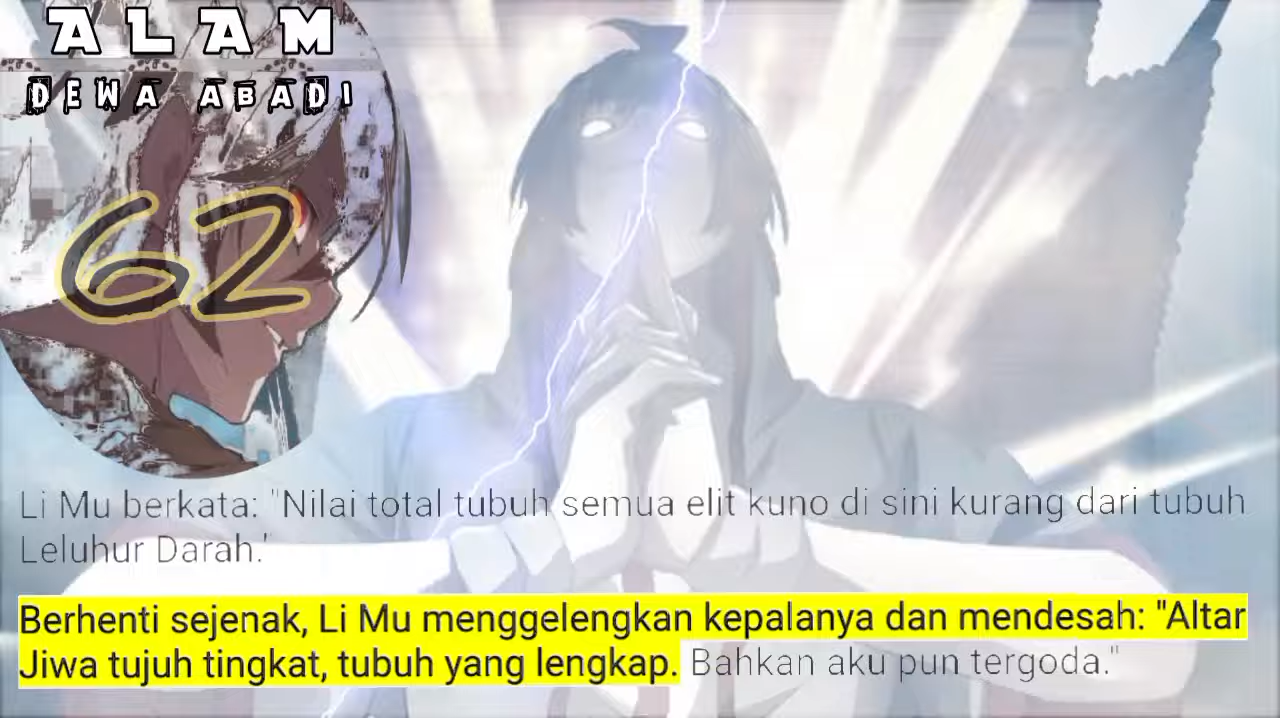 ALAM
DEWA ABADI
62
Li Mu berkata: "Nilai total tubuh semua elit kuno di sini kurang dari tubuh
Leluhur Darah."
Berhenti sejenak, Li Mu menggelengkan kepalanya dan mendesah: "Altar
Jiwa tujuh tingkat, tubuh yang lengkap. Bahkan aku pun tergoda."